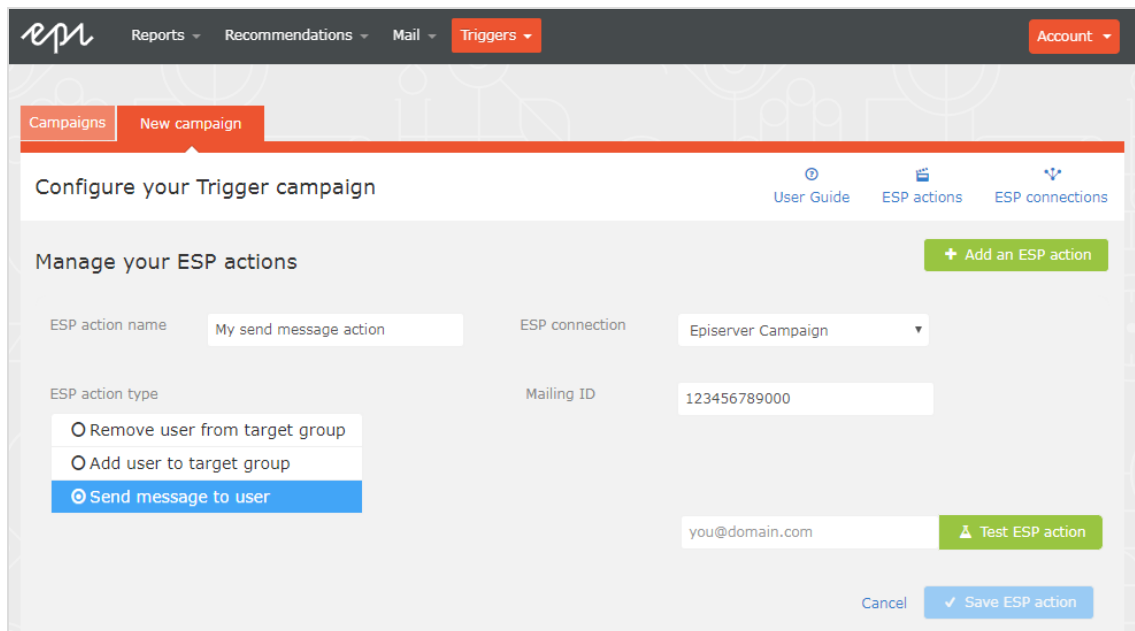 epi Reports Recommendations Mail Triggers Account
Campaigns New campaign
Configure your Trigger campaign
User Guide ESP actions ESP connections
Manage your ESP actions
+ Add an ESP action
ESP action name My send message action ESP connection Episerver Campaign
ESP action type Mailing ID 123456789000
Remove user from target group
Add user to target group
Send message to user
you@domain.com Test ESP action
Cancel Save ESP action